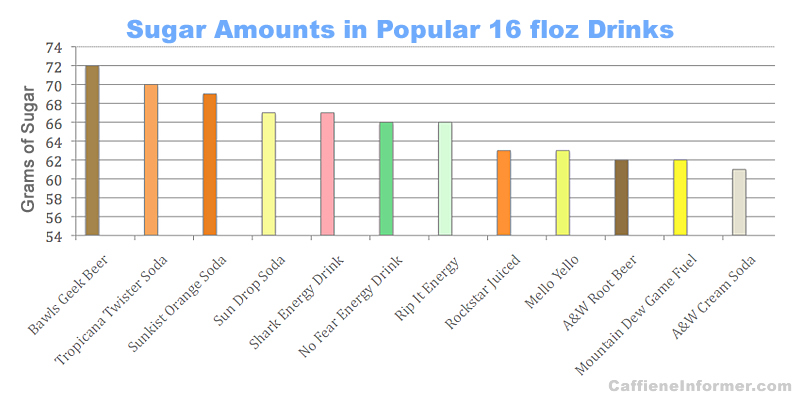 Sugar Amounts in Popular 16 floz Drinks
Grams of Sugar
74
72
70
68
66
64
62
60
58
56
54
Bawls Geek Beer
Tropicana Twister Soda
Sunkist Orange Soda
Sun Drop Soda
Shark Energy Drink
No Fear Energy Drink
Rip It Energy
Rockstar Juiced
Mello Yello
A&W Root Beer
Mountain Dew Game Fuel
A&W Cream Soda
CaffieneInformer.com